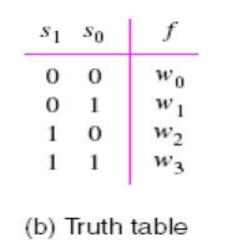 s1 s0 f
0 0 w0
0 1 w1
1 0 w2
1 1 w3
(b) Truth table